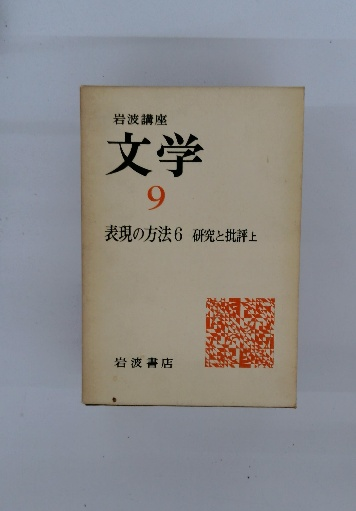 岩波講座
文学
9
表現の方法6 研究と批評上
岩波書店